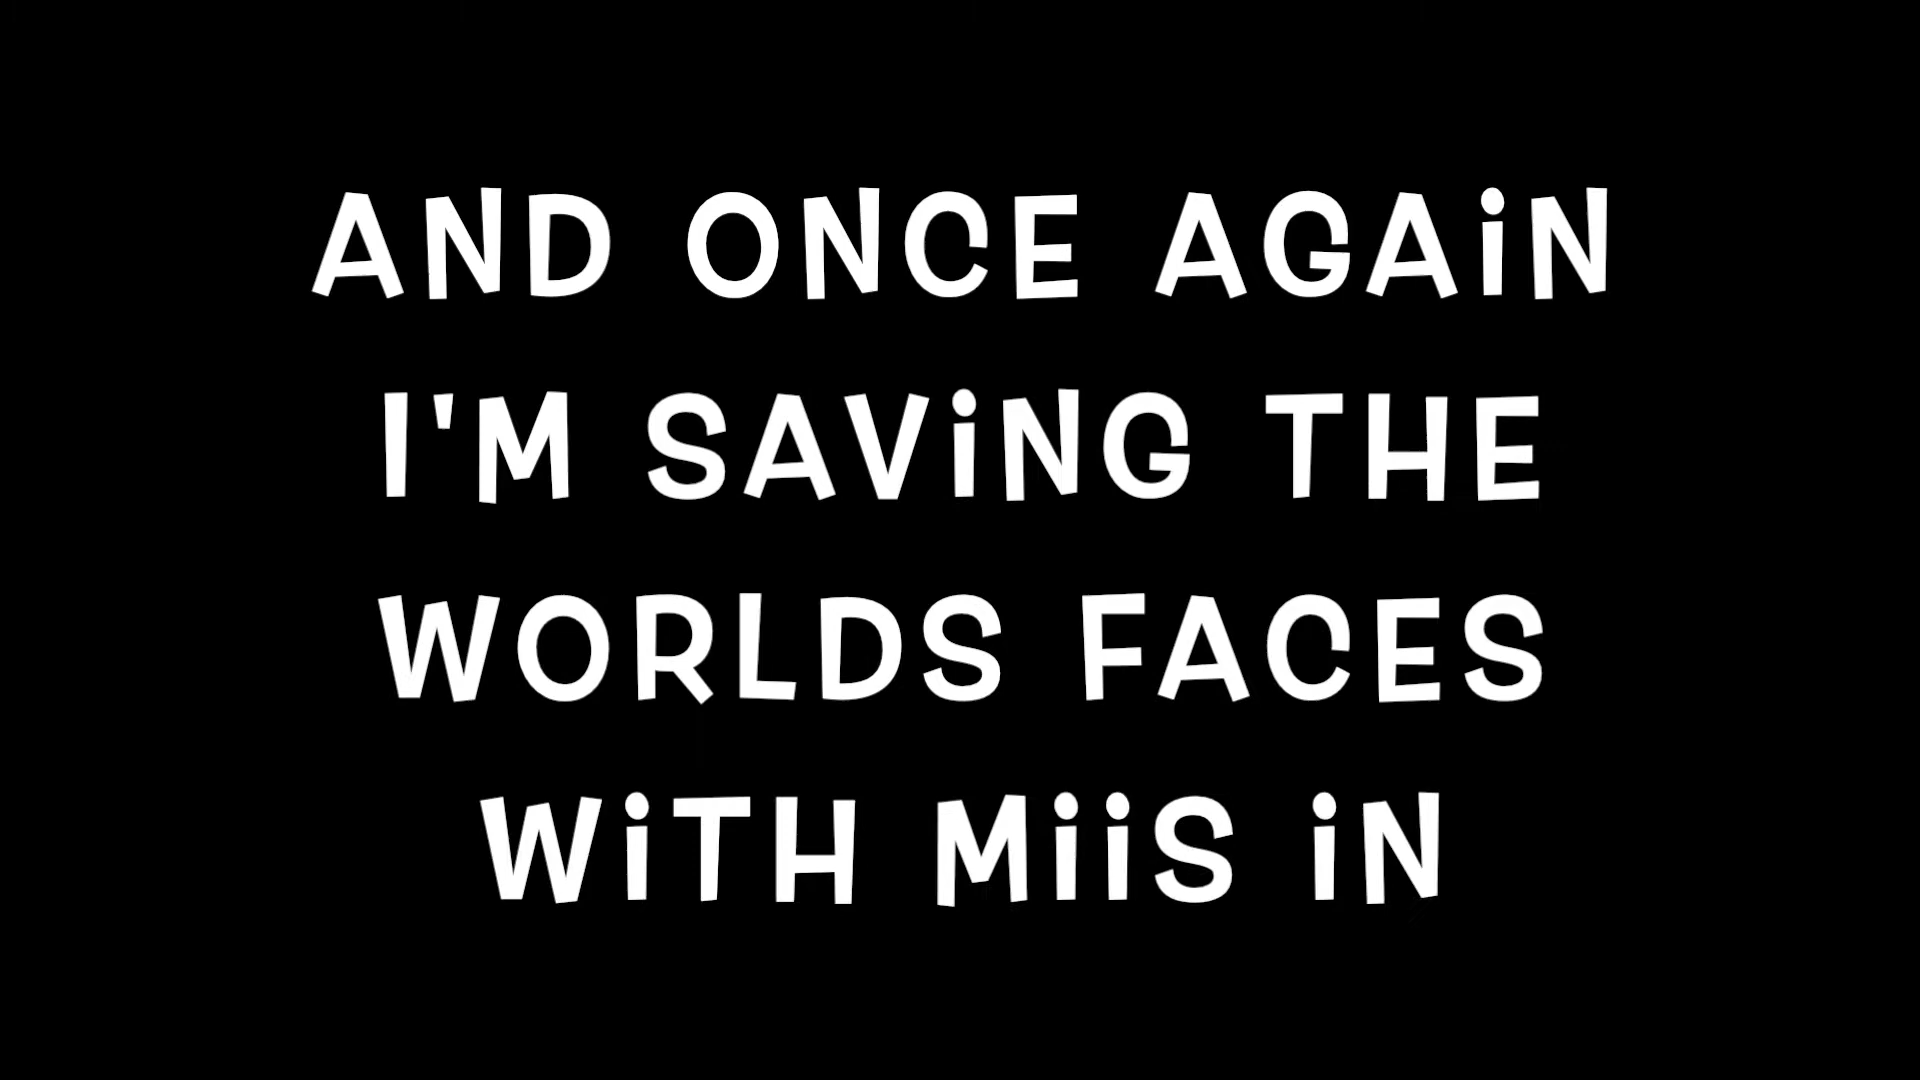 AND ONCE AGAiN
I'M SAViNG THE
WORLDS FACES
WiTH MiiS iN